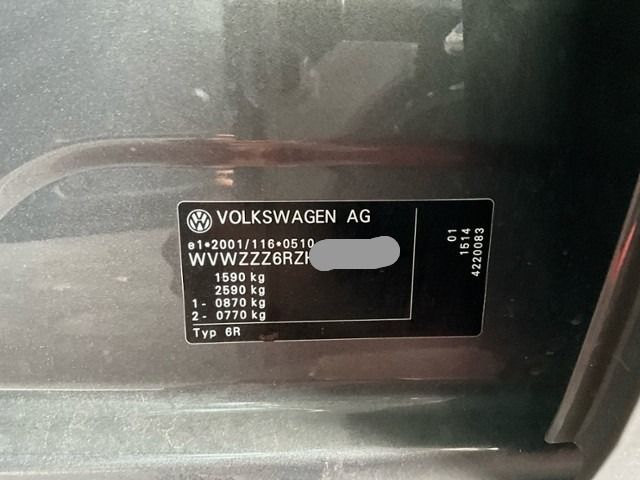 VOLKSWAGEN AG
e1*2001/116*0510
WVWZZZ6RZ
1590 kg
2590 kg
1- 0870 kg
2- 0770 kg
Typ 6R
01
1514
4220083